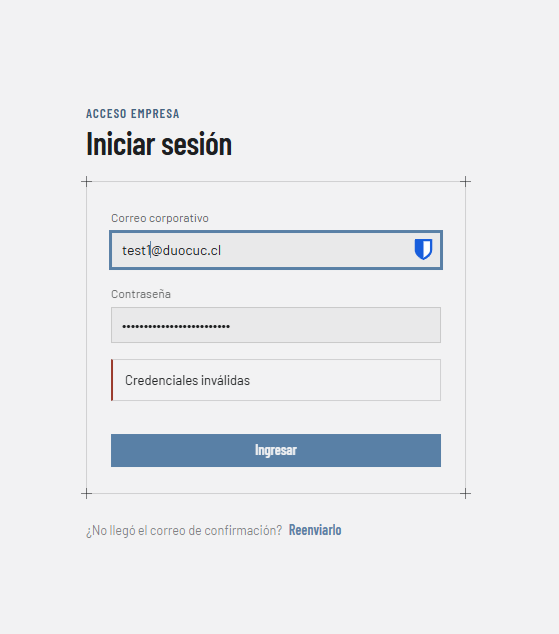 ACCESO EMPRESA
Iniciar sesión
Correo corporativo
test1@duocuc.cl
Contraseña
••••••••••••••••••••••••••
Credenciales inválidas
Ingresar
¿No llegó el correo de confirmación? Reenviarlo